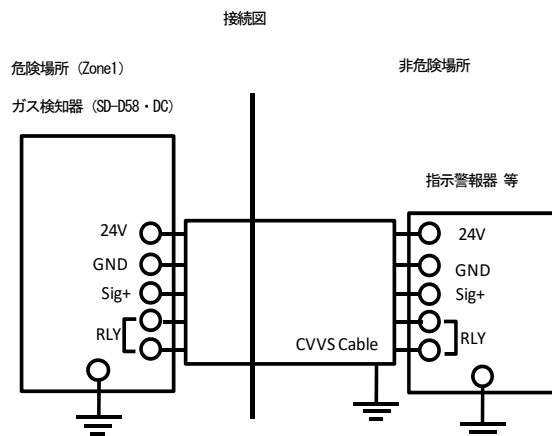 接続図
危険場所 (Zone1)
非危険場所
ガス検知器 (SD-D58・DC)
指示警報器 等
24V
GND
Sig+
RLY
CVVS Cable
24V
GND
Sig+
RLY